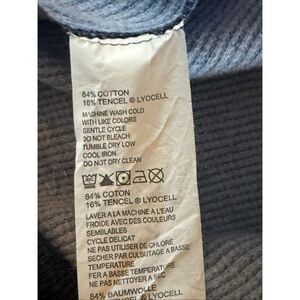 84% COTTON
16% TENCEL® LYOCELL
MACHINE WASH COLD
WITH LIKE COLORS
GENTLE CYCLE
DO NOT BLEACH
TUMBLE DRY LOW
COOL IRON
DO NOT DRY CLEAN
84% COTON
16% TENCEL® LYOCELL
LAVER A LA MACHINE A L'EAU
FROIDE AVEC DES COULEURS
SEMBLABLES
CYCLE DELICAT
NE PAS UTILISER DE CHLORE
SECHER PAR CULBUTAGE A BASSE
TEMPERATURE
FER A BASSE TEMPERATURE
NE PAS NETTOYER A SEC
84% BAUMWOLLE
16% TENCEL® LYOCELL